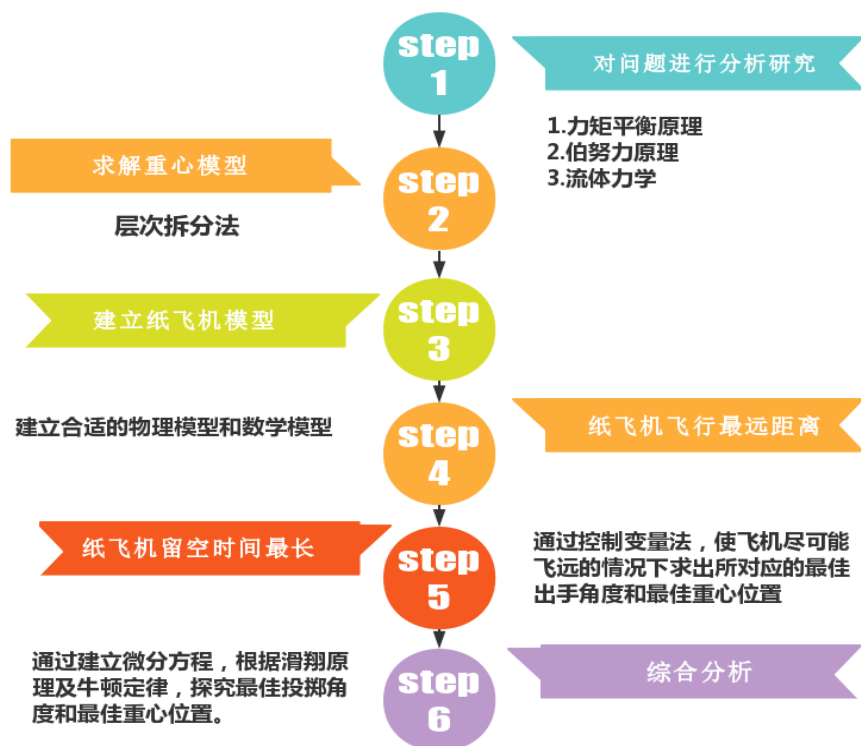 step
1
对问题进行分析研究
1.力矩平衡原理
2.伯努力原理
3.流体力学
step
2
求解重心模型
层次拆分法
step
3
建立纸飞机模型
建立合适的物理模型和数学模型
step
4
纸飞机飞行最远距离
通过控制变量法，使飞机尽可能
飞远的情况下求出所对应的最佳
出手角度和最佳重心位置
step
5
纸飞机留空时间最长
通过建立微分方程，根据滑翔原
理及牛顿定律，探究最佳投掷角
度和最佳重心位置。
step
6
综合分析